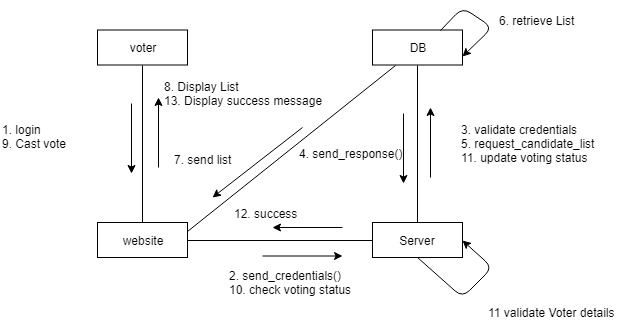 6. retrieve List
voter
DB
8. Display List
13. Display success message
1. login
9. Cast vote
3. validate credentials
5. request_candidate_list
11. update voting status
7. send list
4. send_response()
12. success
website
Server
2. send_credentials()
10. check voting status
11 validate Voter details